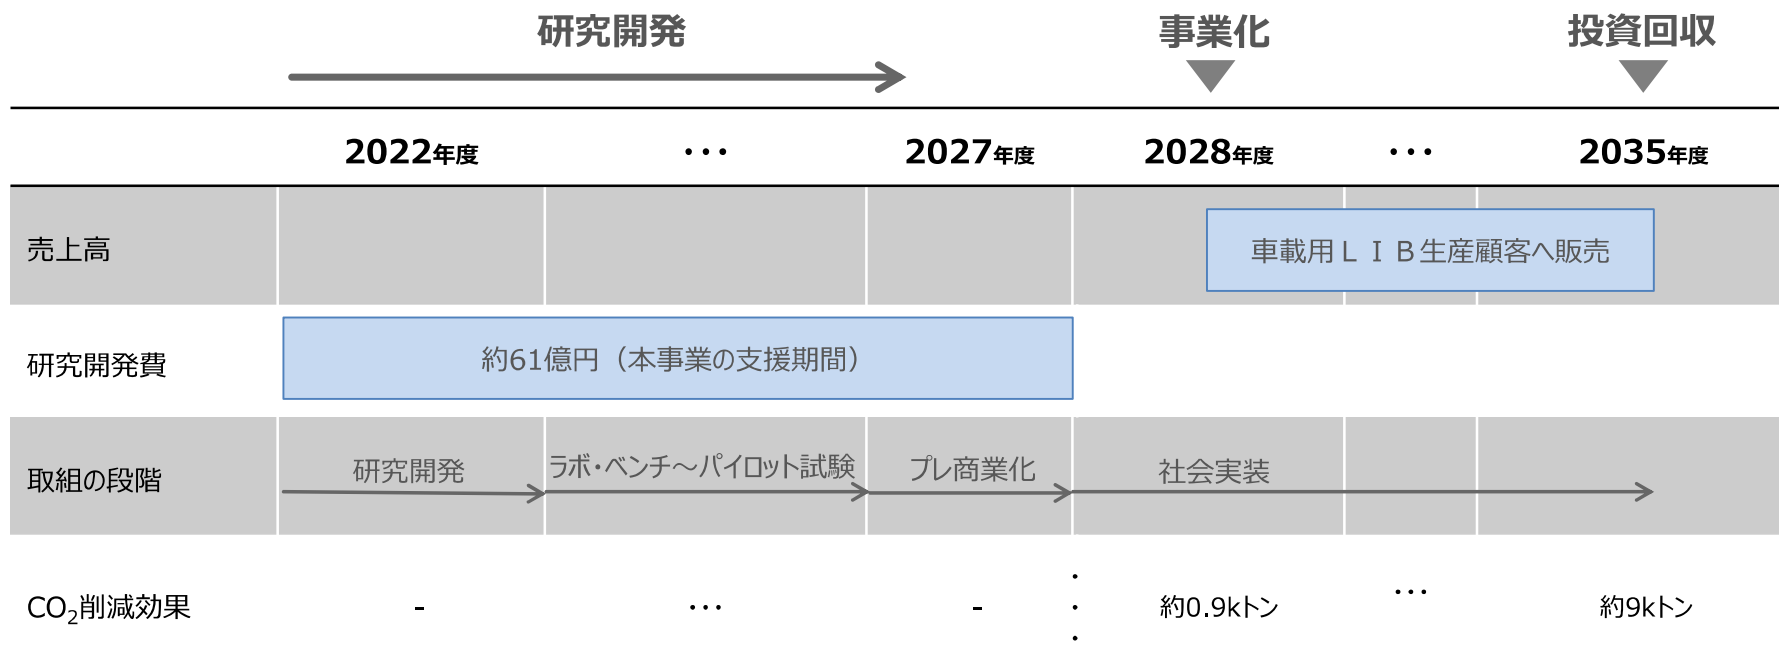 研究開発 事業化 投資回収
2022年度 ・・・ 2027年度 2028年度 ・・・ 2035年度
売上高 車載用ＬＩＢ生産顧客へ販売
研究開発費 約61億円（本事業の支援期間）
取組の段階 研究開発 ラボ・ベンチ～パイロット試験 プレ商業化 社会実装
CO₂削減効果 - ・・・ - ・・・ 約0.9kトン ・・・ 約9kトン